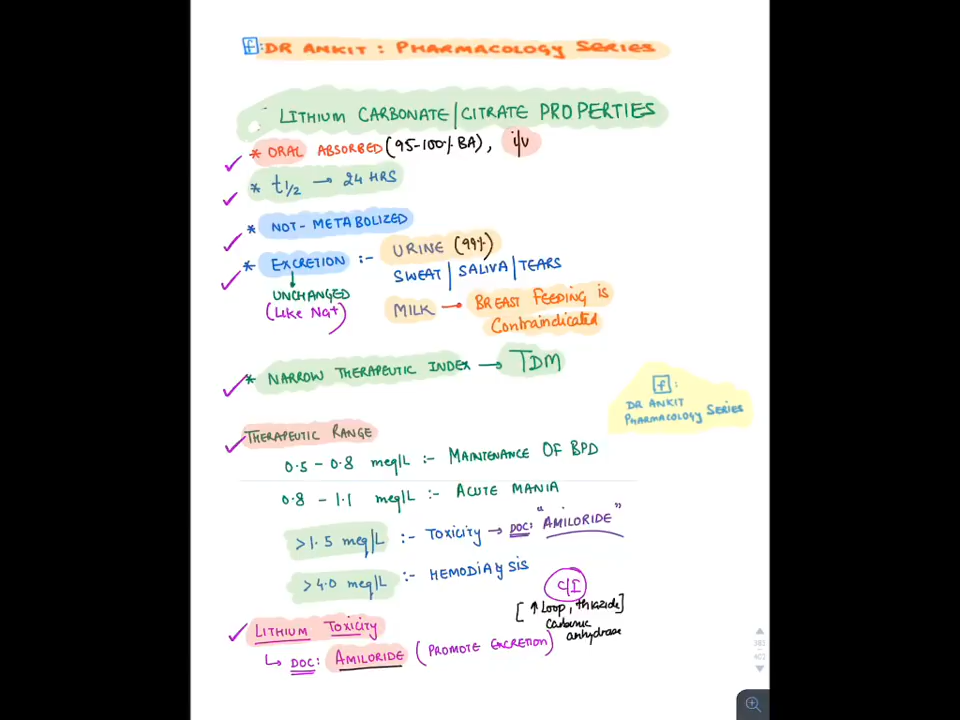 f: DR ANKIT : PHARMACOLOGY SERIES
LITHIUM CARBONATE/CITRATE PROPERTIES
* ORAL ABSORBED (95-100% BA), i/v
* t1/2 → 24 HRS
* NOT-METABOLIZED
* EXCRETION :- URINE (99%)
SWEAT | SALIVA | TEARS
↓
UNCHANGED
(Like Na+)
MILK → BREAST FEEDING is
Contraindicated
* NARROW THERAPEUTIC INDEX → TDM
f:
DR ANKIT
PHARMACOLOGY SERIES
THERAPEUTIC RANGE
0.5 - 0.8 meq/L :- MAINTENANCE OF BPD
0.8 - 1.1 meq/L :- ACUTE MANIA
>1.5 meq/L :- TOXICITY → DOC: "AMILORIDE"
>4.0 meq/L :- HEMODIALYSIS
C/I
[↑ Loop, thiazide]
Carbonic
anhydrase
LITHIUM TOXICITY
↳ DOC: AMILORIDE (PROMOTE EXCRETION)